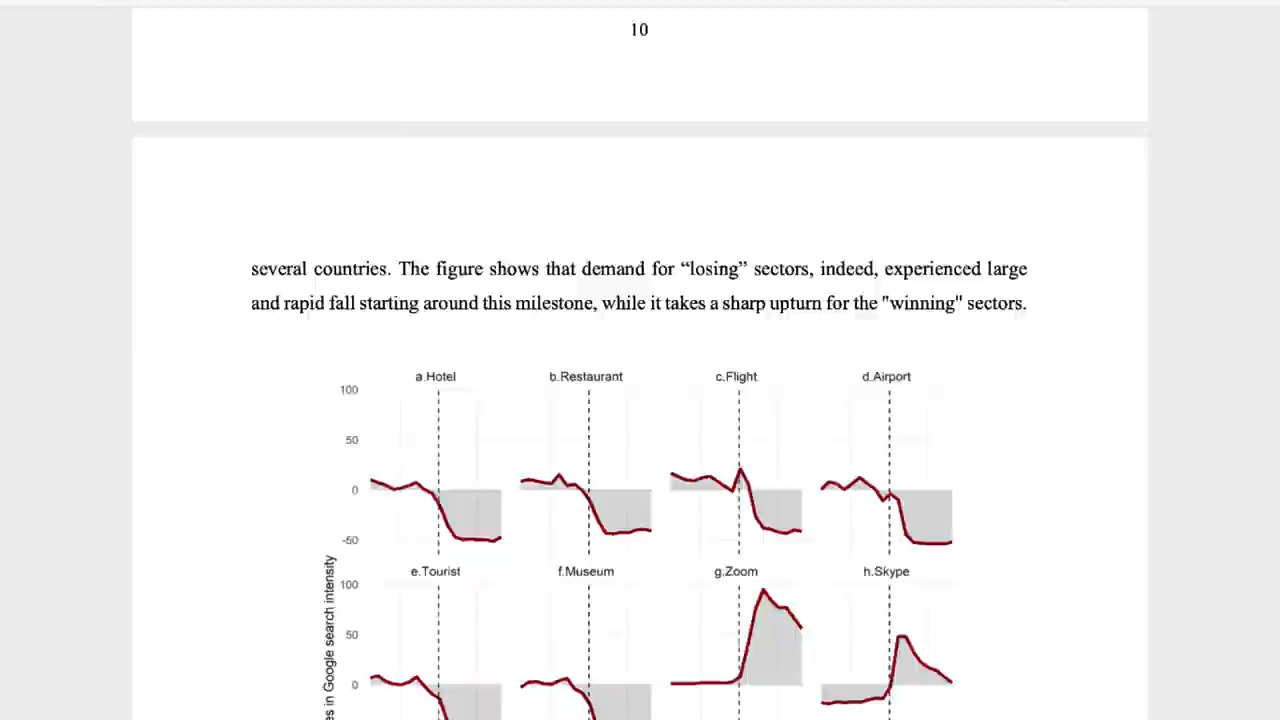 10
several countries. The figure shows that demand for “losing” sectors, indeed, experienced large
and rapid fall starting around this milestone, while it takes a sharp upturn for the "winning" sectors.
a.Hotel b.Restaurant c.Flight d.Airport
100
50
0
-50
e.Tourist f.Museum g.Zoom h.Skype
100
50
0
in Google search intensity